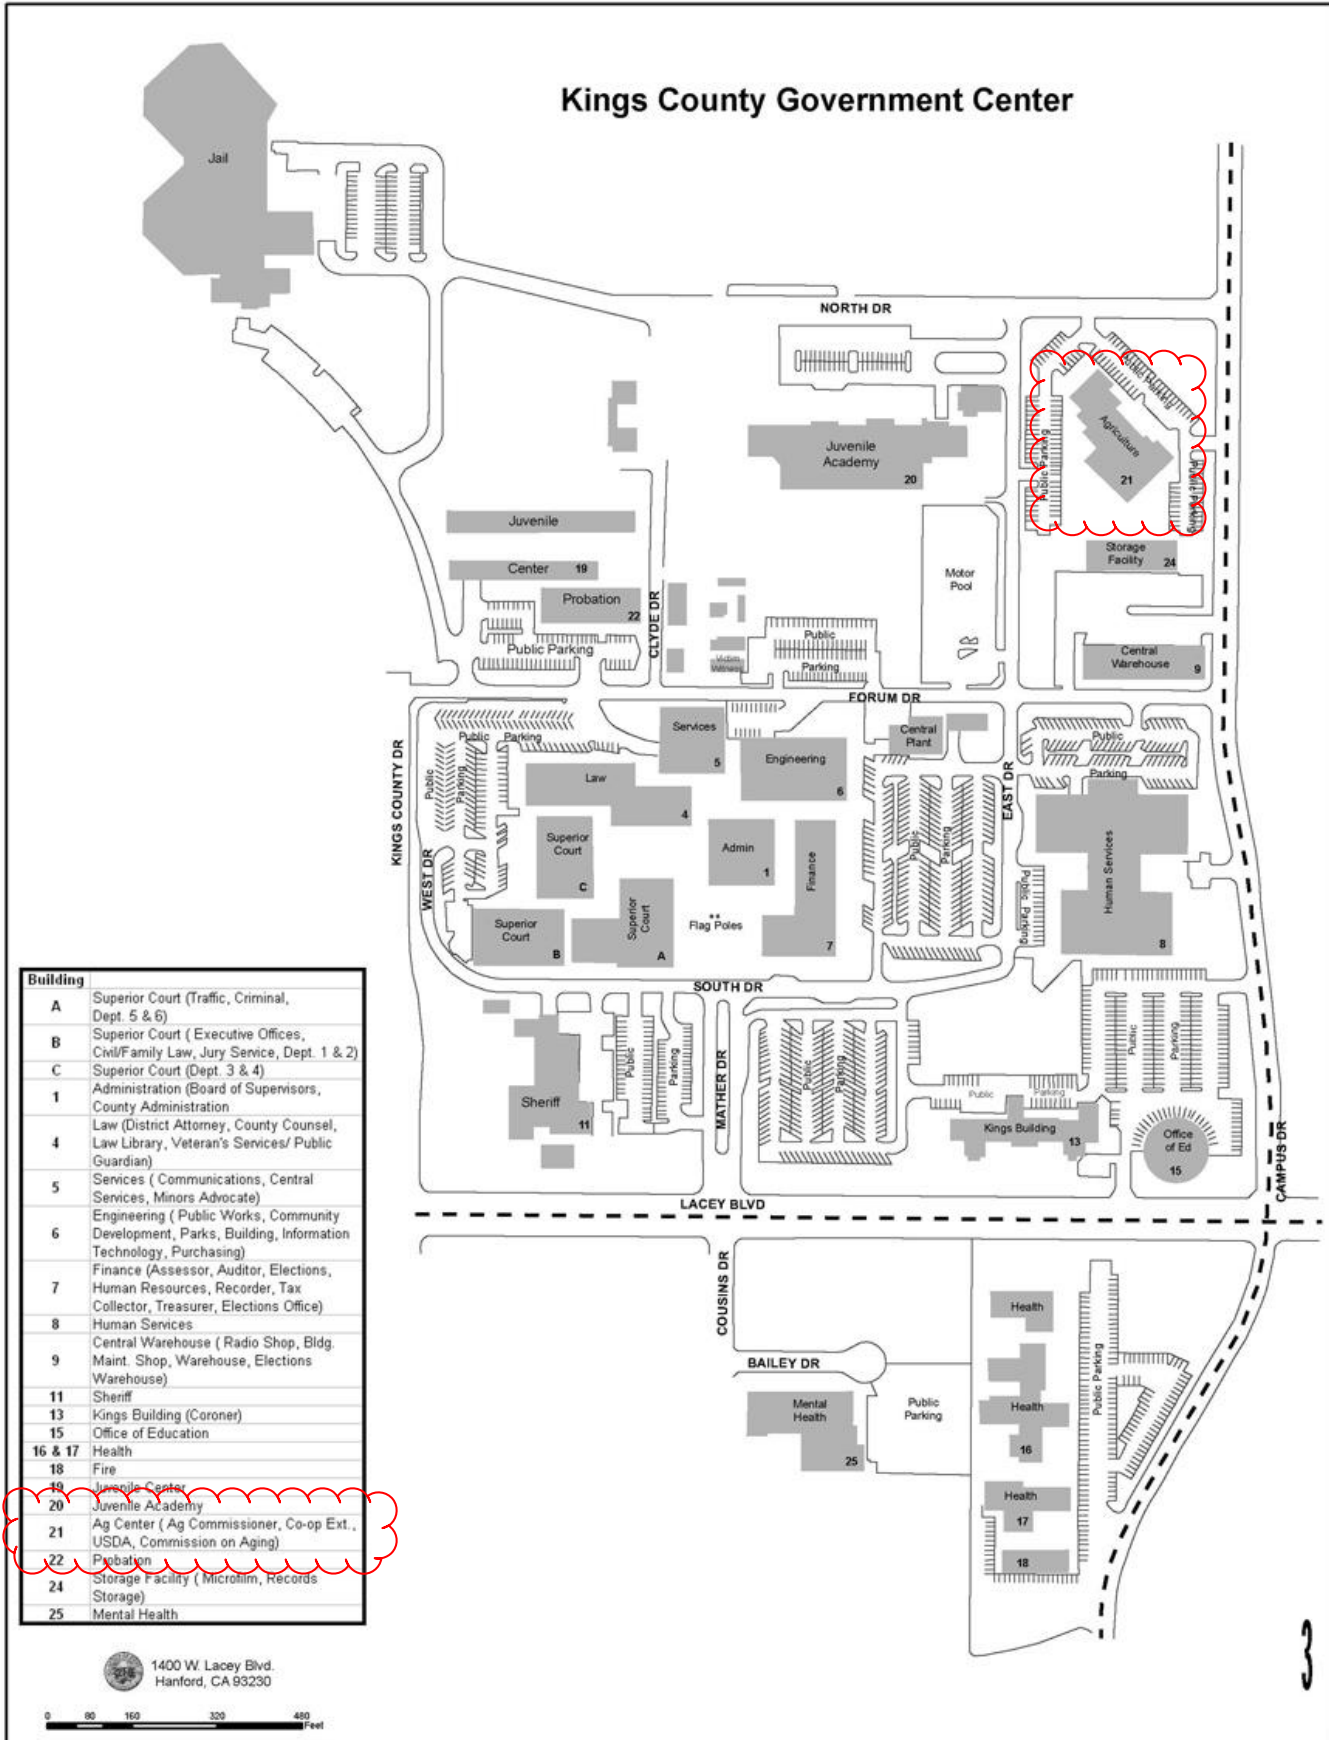 Kings County Government Center
Jail
NORTH DR
Public Parking
Public Parking
Public Parking
Agriculture
21
Juvenile
Academy
20
Juvenile
Center 19
Probation
22
Public Parking
CLYDE DR
Victim
Witness
Public
Parking
Motor
Pool
Storage
Facility 24
Central
Warehouse
9
FORUM DR
KINGS COUNTY DR
WEST DR
Public Parking
Public
Parking
Services
5
Engineering
6
Central
Plant
EAST DR
Public
Parking
Law
4
Superior
Court
C
Admin
1
Finance
7
Public
Parking
Human Services
8
Public Parking
Superior
Court
B
Superior
Court
A
Flag Poles
SOUTH DR
Sheriff
11
Public
Parking
MATHER DR
Public
Parking
Public
Parking
Kings Building
13
Public
Parking
Office
of Ed
15
CAMPUS DR
LACEY BLVD
COUSINS DR
BAILEY DR
Mental
Health
25
Public
Parking
Health
Health
16
Health
17
18
Public Parking
Building
A Superior Court (Traffic, Criminal,
Dept. 5 & 6)
B Superior Court ( Executive Offices,
Civil/Family Law, Jury Service, Dept. 1 & 2)
C Superior Court (Dept. 3 & 4)
1 Administration (Board of Supervisors,
County Administration
4 Law (District Attorney, County Counsel,
Law Library, Veteran's Services/ Public
Guardian)
5 Services ( Communications, Central
Services, Minors Advocate)
6 Engineering ( Public Works, Community
Development, Parks, Building, Information
Technology, Purchasing)
7 Finance (Assessor, Auditor, Elections,
Human Resources, Recorder, Tax
Collector, Treasurer, Elections Office)
8 Human Services
9 Central Warehouse ( Radio Shop, Bldg.
Maint. Shop, Warehouse, Elections
Warehouse)
11 Sheriff
13 Kings Building (Coroner)
15 Office of Education
16 & 17 Health
18 Fire
19 Juvenile Center
20 Juvenile Academy
21 Ag Center ( Ag Commissioner, Co-op Ext.,
USDA, Commission on Aging)
22 Probation
24 Storage Facility ( Microfilm, Records
Storage)
25 Mental Health
1400 W. Lacey Blvd.
Hanford, CA 93230
0 80 160 320 480
Feet
3